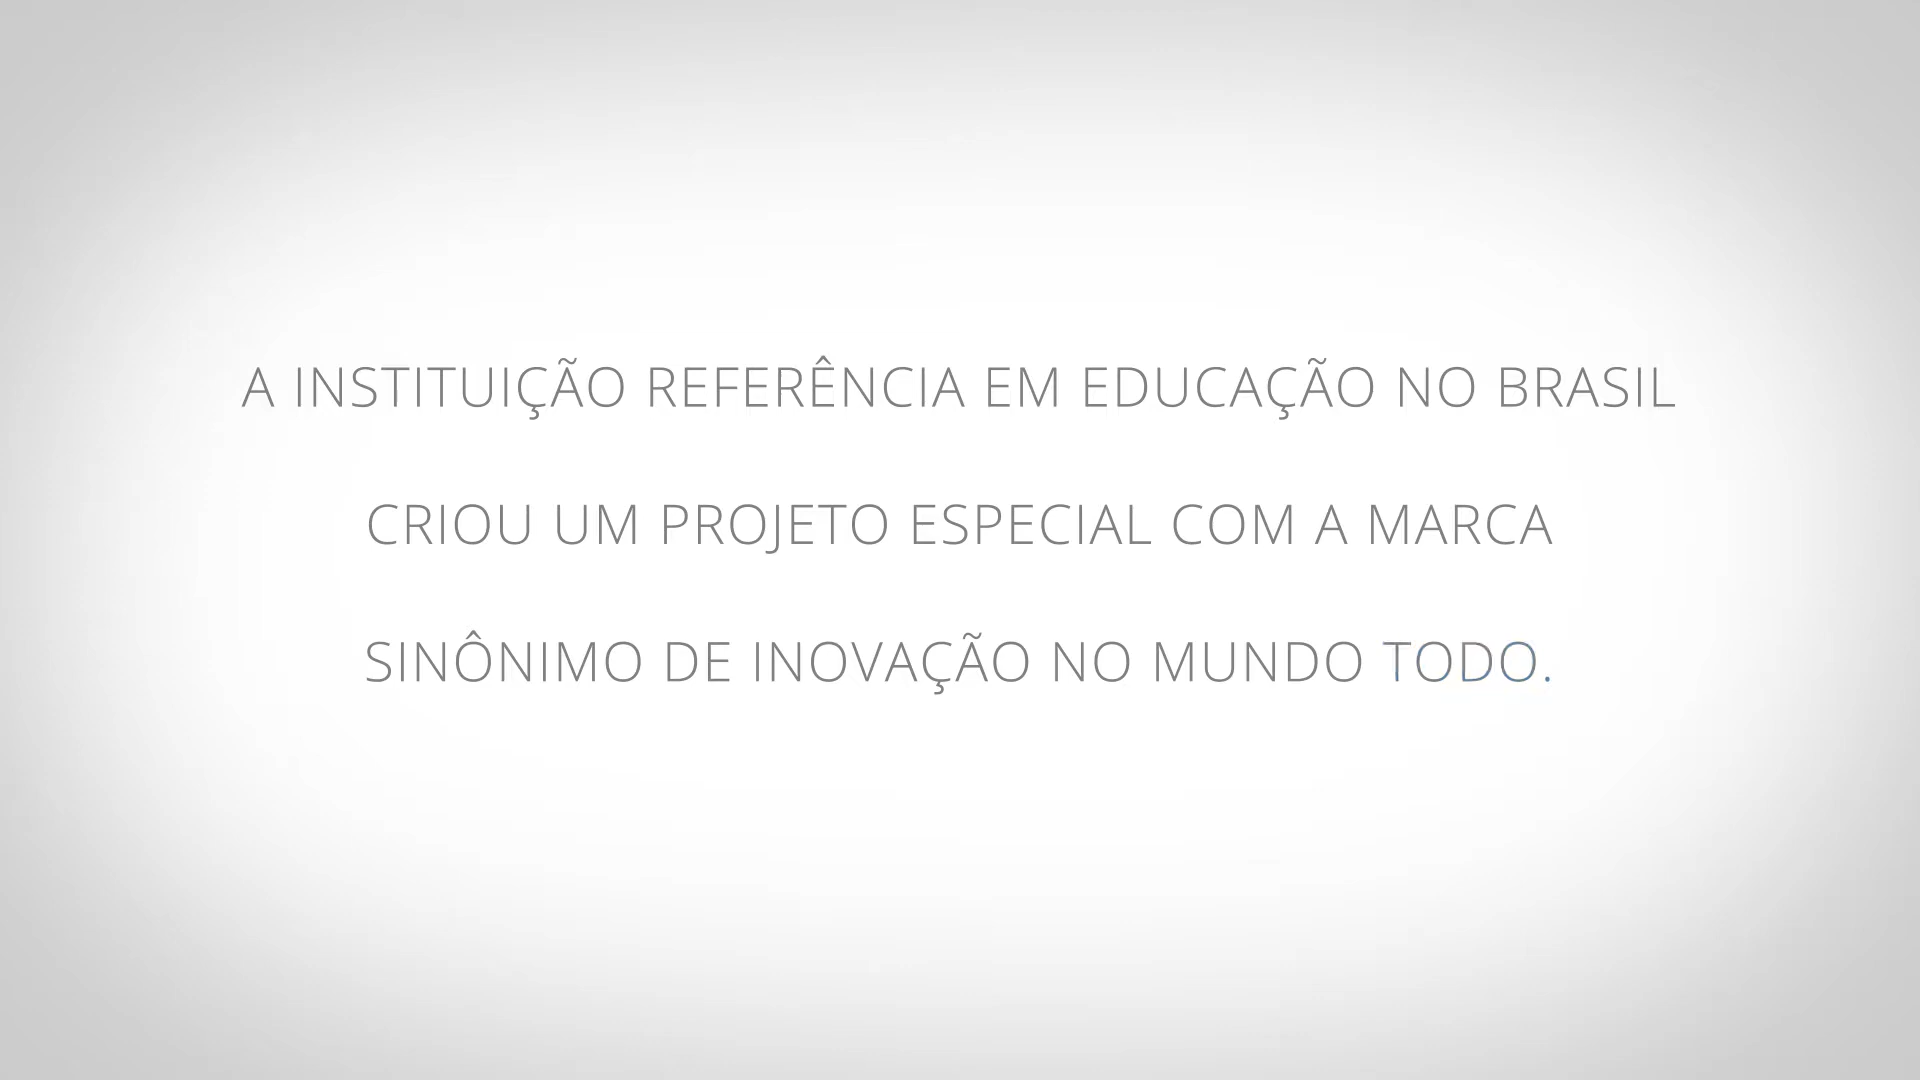 A INSTITUIÇÃO REFERÊNCIA EM EDUCAÇÃO NO BRASIL
CRIOU UM PROJETO ESPECIAL COM A MARCA
SINÔNIMO DE INOVAÇÃO NO MUNDO TODO.